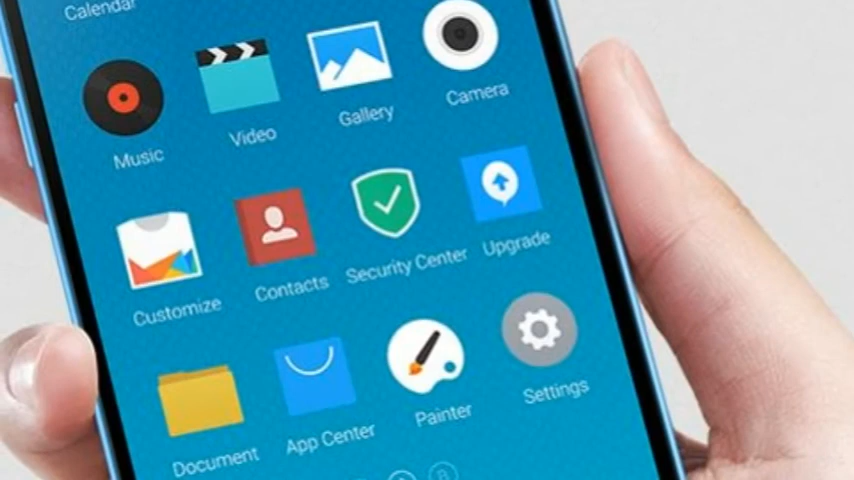 Calendar
Music
Video
Gallery
Camera
Customize
Contacts
Security Center
Upgrade
Document
App Center
Painter
Settings